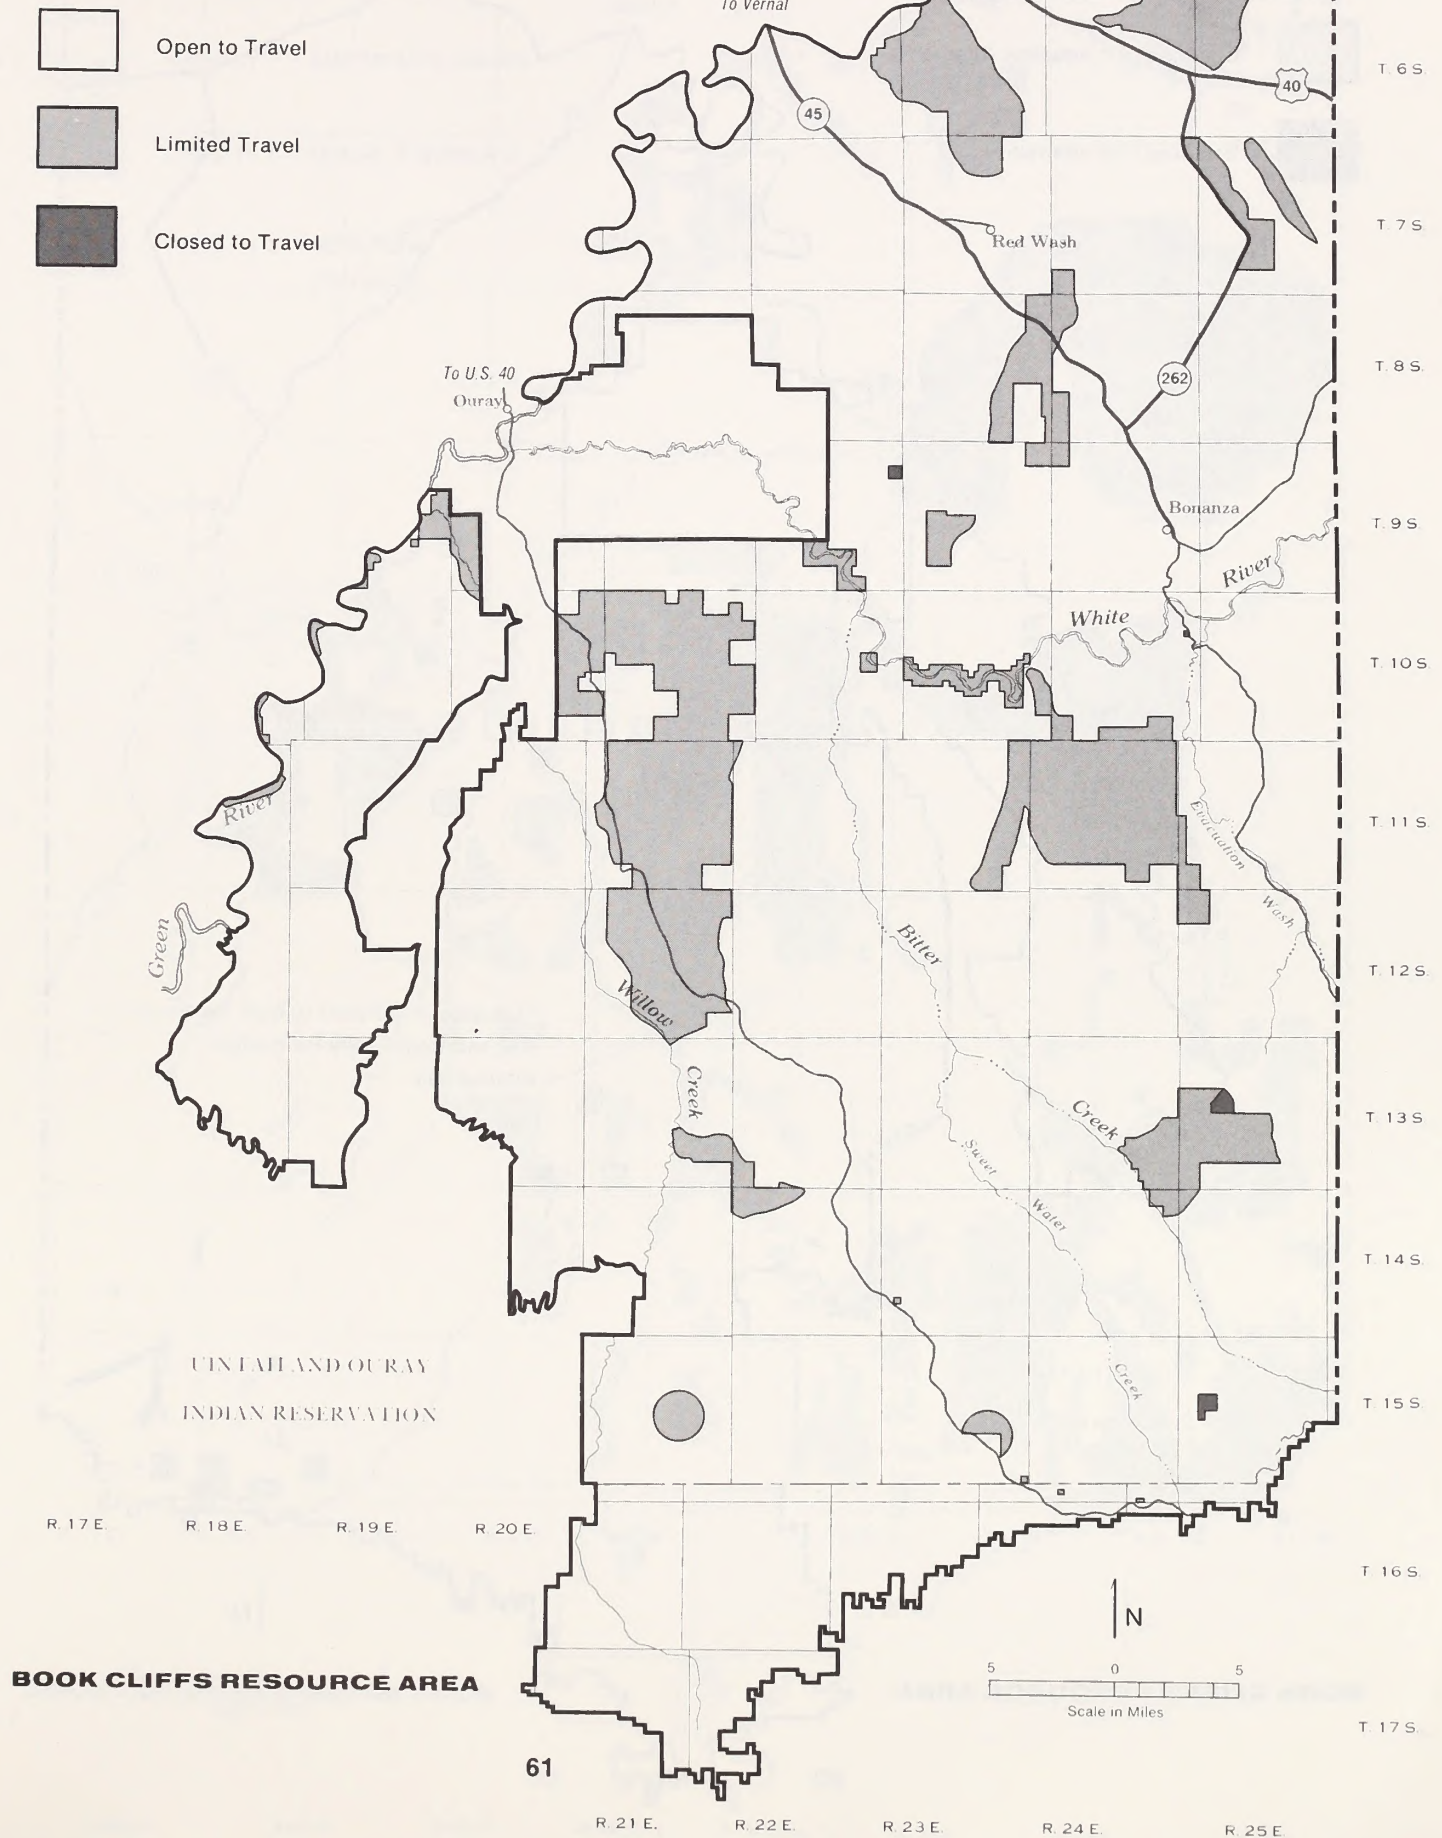 To Vernal
Open to Travel
Limited Travel
Closed to Travel
T. 6 S.
40
45
T. 7 S.
Red Wash
To U.S. 40
Ouray
T. 8 S.
262
Bonanza
T. 9 S.
River
White
T. 10 S.
River
T. 11 S.
Evacuation
Wash
Green
Bitter
T. 12 S.
Willow
Creek
Creek
T. 13 S.
Sweet
Water
Creek
T. 14 S.
UINTAH AND OURAY
INDIAN RESERVATION
T. 15 S.
R. 17 E.
R. 18 E.
R. 19 E.
R. 20 E.
T. 16 S.
N
BOOK CLIFFS RESOURCE AREA
5 0 5
Scale in Miles
T. 17 S.
61
R. 21 E.
R. 22 E.
R. 23 E.
R. 24 E.
R. 25 E.